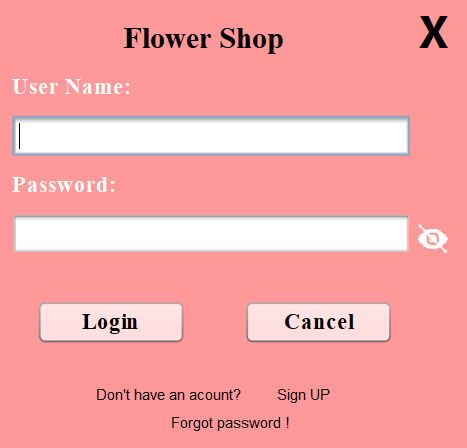 Flower Shop X
User Name:
Password:
Login Cancel
Don't have an acount? Sign UP
Forgot password !